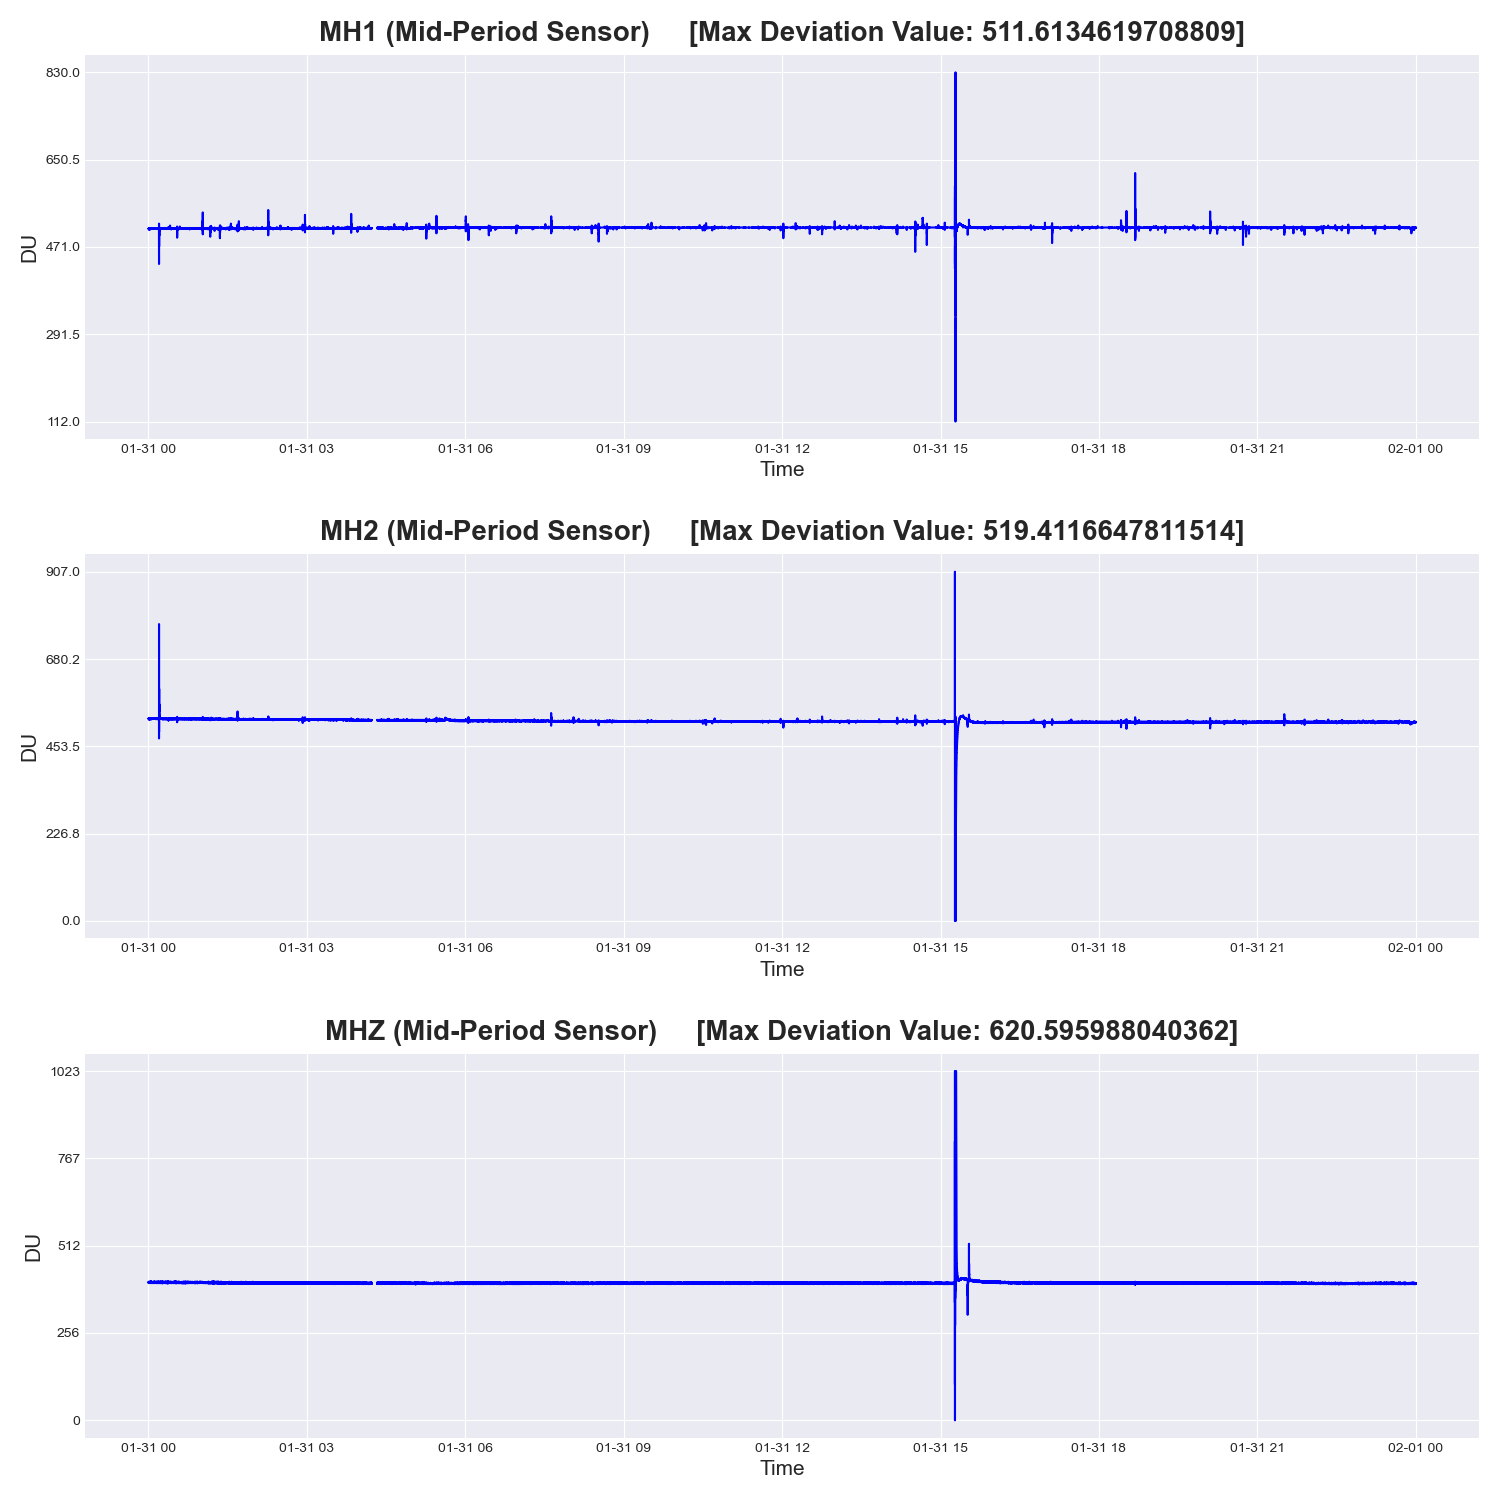 MH1 (Mid-Period Sensor) [Max Deviation Value: 511.6134619708809]
830.0
650.5
471.0
291.5
112.0
DU
01-31 00 01-31 03 01-31 06 01-31 09 01-31 12 01-31 15 01-31 18 01-31 21 02-01 00
Time
MH2 (Mid-Period Sensor) [Max Deviation Value: 519.4116647811514]
907.0
680.2
453.5
226.8
0.0
DU
01-31 00 01-31 03 01-31 06 01-31 09 01-31 12 01-31 15 01-31 18 01-31 21 02-01 00
Time
MHZ (Mid-Period Sensor) [Max Deviation Value: 620.595988040362]
1023
767
512
256
0
DU
01-31 00 01-31 03 01-31 06 01-31 09 01-31 12 01-31 15 01-31 18 01-31 21 02-01 00
Time